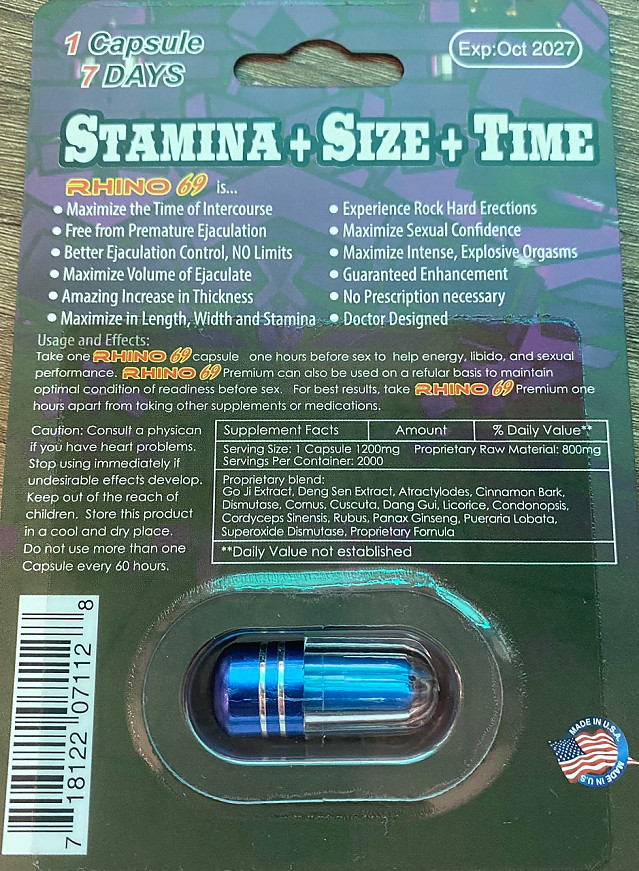 1 Capsule
7 DAYS
Exp:Oct 2027
STAMINA + SIZE + TIME
RHINO 69 is...
• Maximize the Time of Intercourse
• Free from Premature Ejaculation
• Better Ejaculation Control, NO Limits
• Maximize Volume of Ejaculate
• Amazing Increase in Thickness
• Maximize in Length, Width and Stamina
• Experience Rock Hard Erections
• Maximize Sexual Confidence
• Maximize Intense, Explosive Orgasms
• Guaranteed Enhancement
• No Prescription necessary
• Doctor Designed
Usage and Effects:
Take one RHINO 69 capsule one hours before sex to help energy, libido, and sexual
performance. RHINO 69 Premium can also be used on a refular basis to maintain
optimal condition of readiness before sex. For best results, take RHINO 69 Premium one
hours apart from taking other supplements or medications.
Caution: Consult a physican
if you have heart problems.
Stop using immediately if
undesirable effects develop.
Keep out of the reach of
children. Store this product
in a cool and dry place.
Do not use more than one
Capsule every 60 hours.
Supplement Facts Amount % Daily Value**
Serving Size: 1 Capsule 1200mg Proprietary Raw Material: 800mg
Servings Per Container: 2000
Proprietary blend:
Go Ji Extract, Deng Sen Extract, Atractylodes, Cinnamon Bark,
Dismutase, Cornus, Cuscuta, Dang Gui, Licorice, Condonopsis,
Cordyceps Sinensis, Rubus, Panax Ginseng, Pueraria Lobata,
Superoxide Dismutase, Proprietary Fornula
**Daily Value not established
7 18122 07112 8
MADE IN U.S.A.
MADE IN U.S